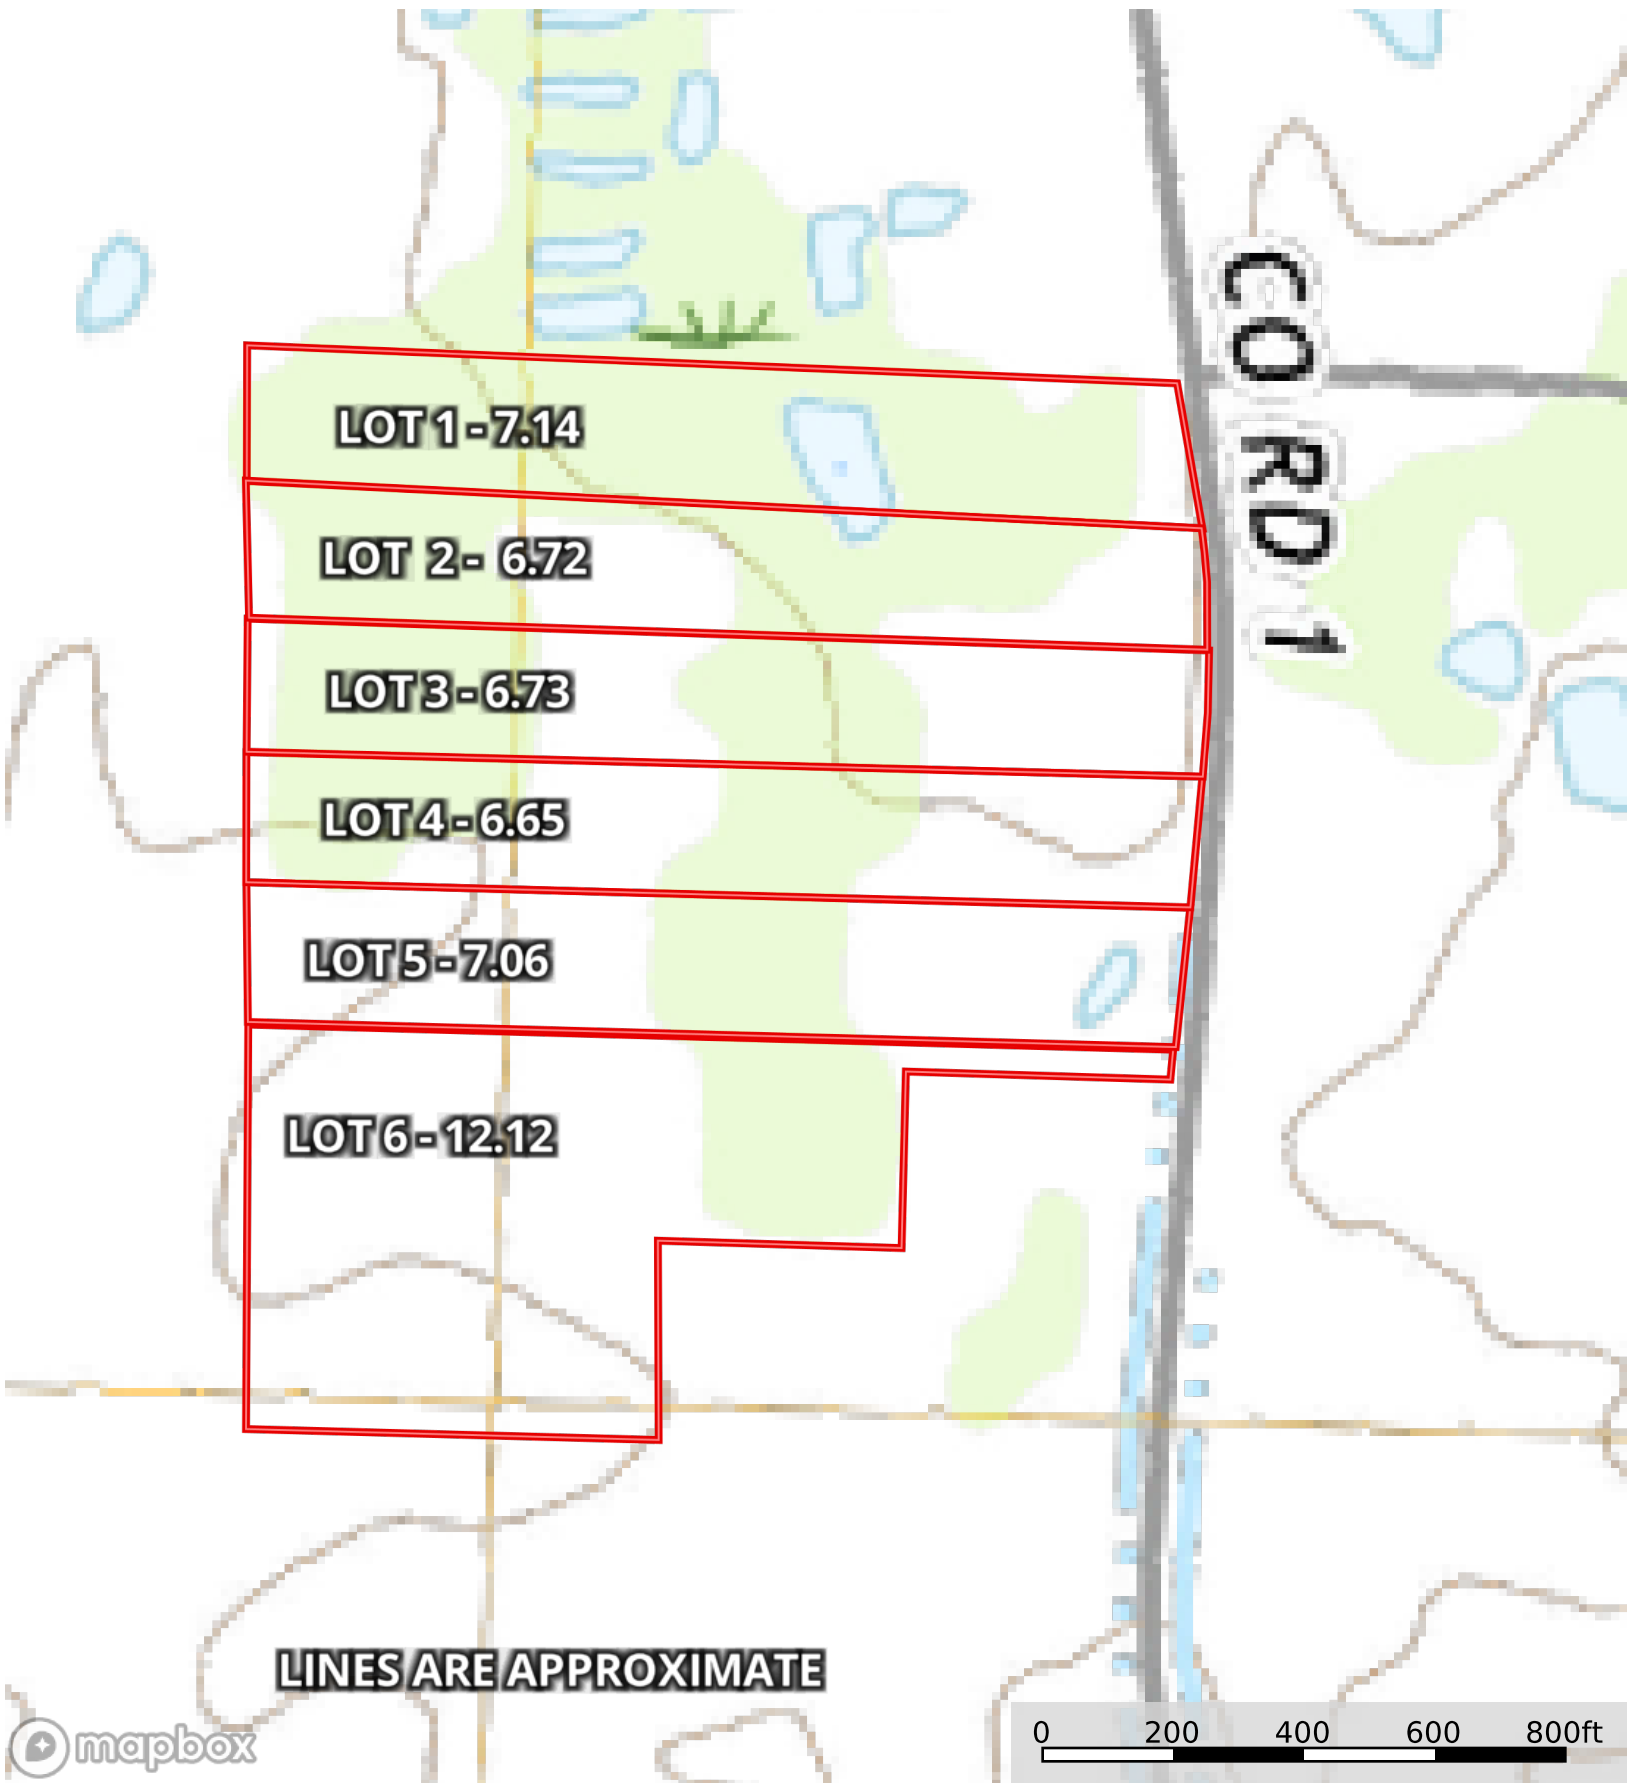 CO RD 1
LOT 1 - 7.14
LOT 2 - 6.72
LOT 3 - 6.73
LOT 4 - 6.65
LOT 5 - 7.06
LOT 6 - 12.12
LINES ARE APPROXIMATE
mapbox
0 200 400 600 800ft